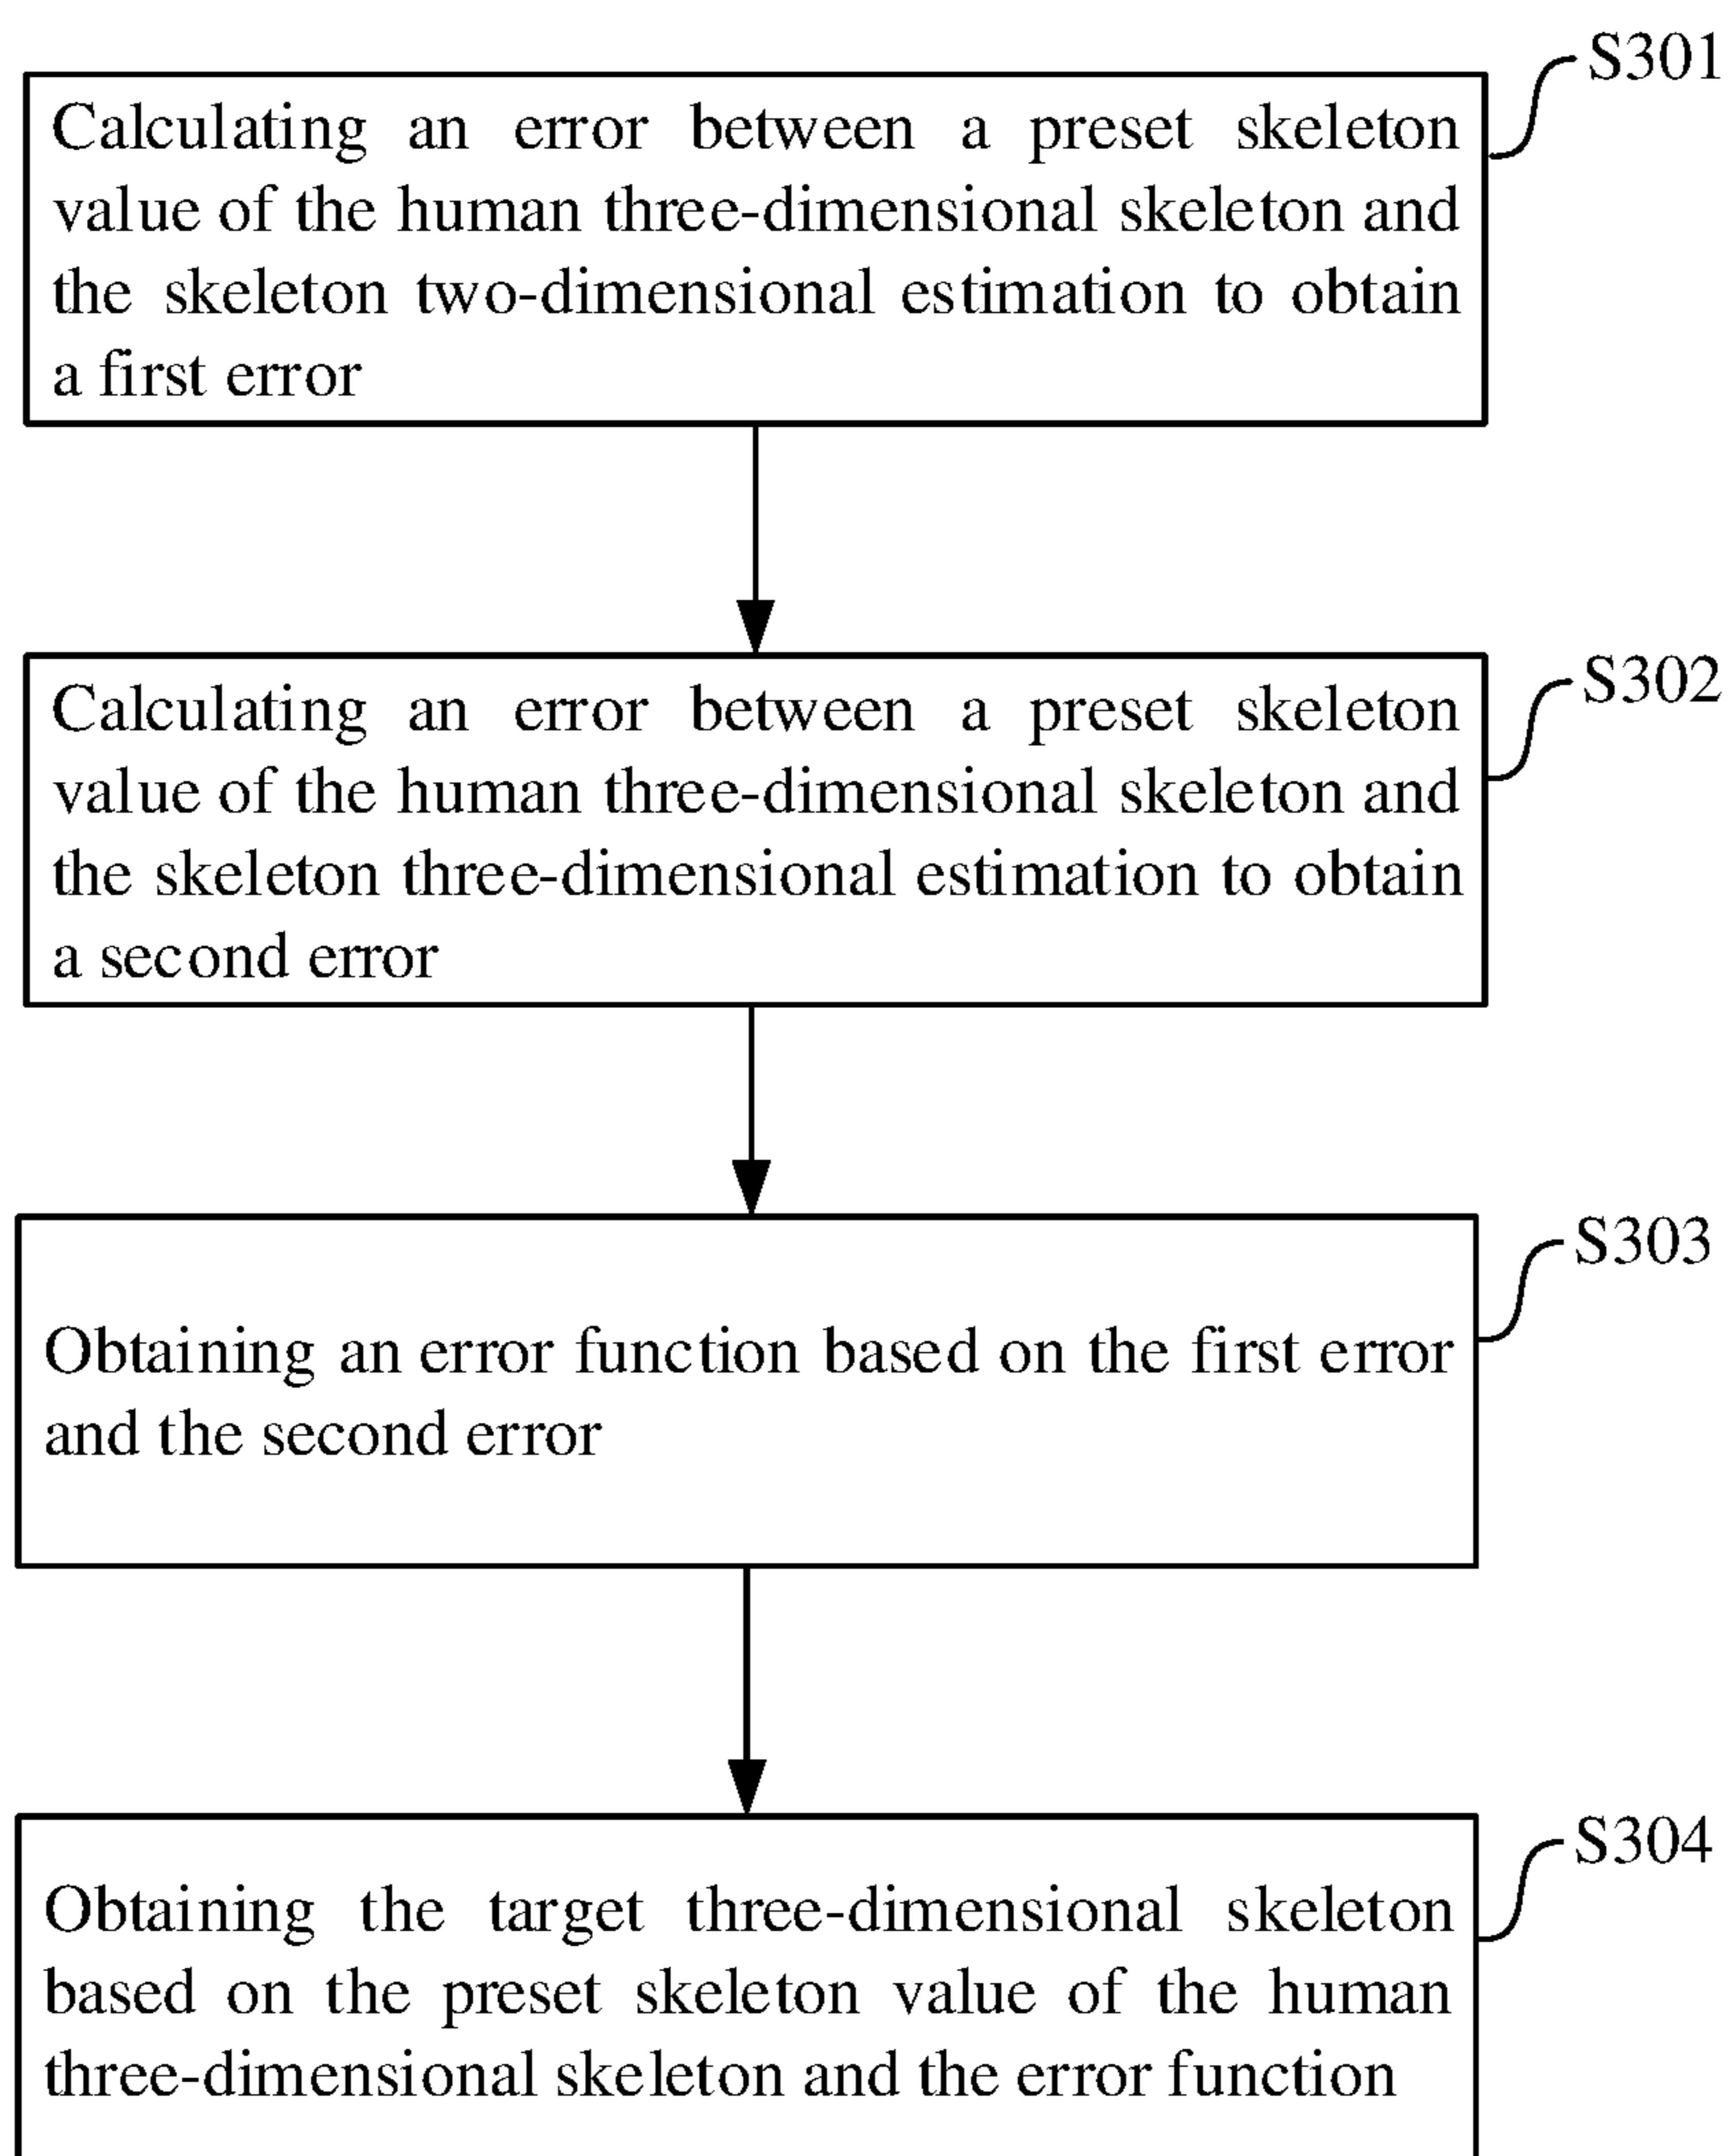 S301
Calculating an error between a preset skeleton
value of the human three-dimensional skeleton and
the skeleton two-dimensional estimation to obtain
a first error
S302
Calculating an error between a preset skeleton
value of the human three-dimensional skeleton and
the skeleton three-dimensional estimation to obtain
a second error
S303
Obtaining an error function based on the first error
and the second error
S304
Obtaining the target three-dimensional skeleton
based on the preset skeleton value of the human
three-dimensional skeleton and the error function